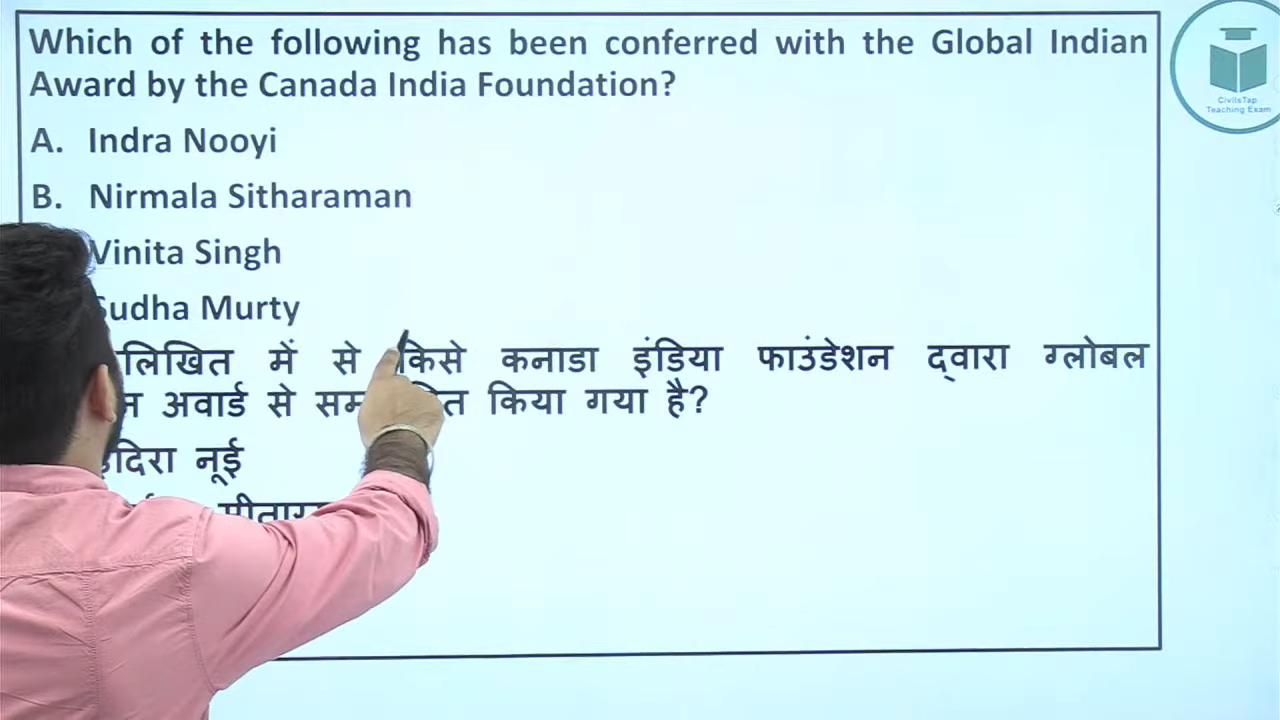 Which of the following has been conferred with the Global Indian
Award by the Canada India Foundation?
A. Indra Nooyi
B. Nirmala Sitharaman
Vinita Singh
Sudha Murty
लिखित में से किसे कनाडा इंडिया फाउंडेशन द्वारा ग्लोबल
अवार्ड से किया गया है?
नूई
CivilsTap
Teaching Exam